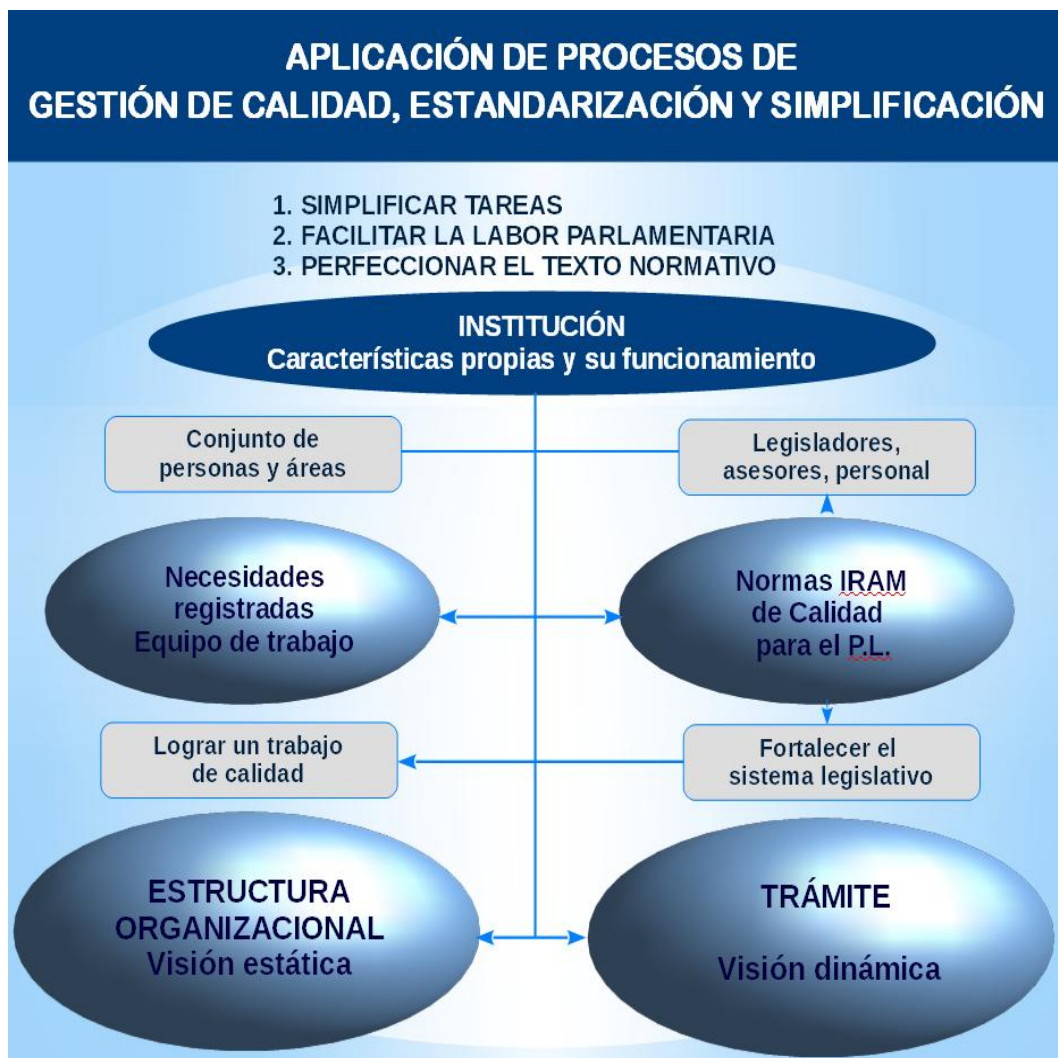 APLICACIÓN DE PROCESOS DE
GESTIÓN DE CALIDAD, ESTANDARIZACIÓN Y SIMPLIFICACIÓN
1. SIMPLIFICAR TAREAS
2. FACILITAR LA LABOR PARLAMENTARIA
3. PERFECCIONAR EL TEXTO NORMATIVO
INSTITUCIÓN
Características propias y su funcionamiento
Conjunto de
personas y áreas
Legisladores,
asesores, personal
Necesidades
registradas
Equipo de trabajo
Normas IRAM
de Calidad
para el P.L.
Lograr un trabajo
de calidad
Fortalecer el
sistema legislativo
ESTRUCTURA
ORGANIZACIONAL
Visión estática
TRÁMITE
Visión dinámica